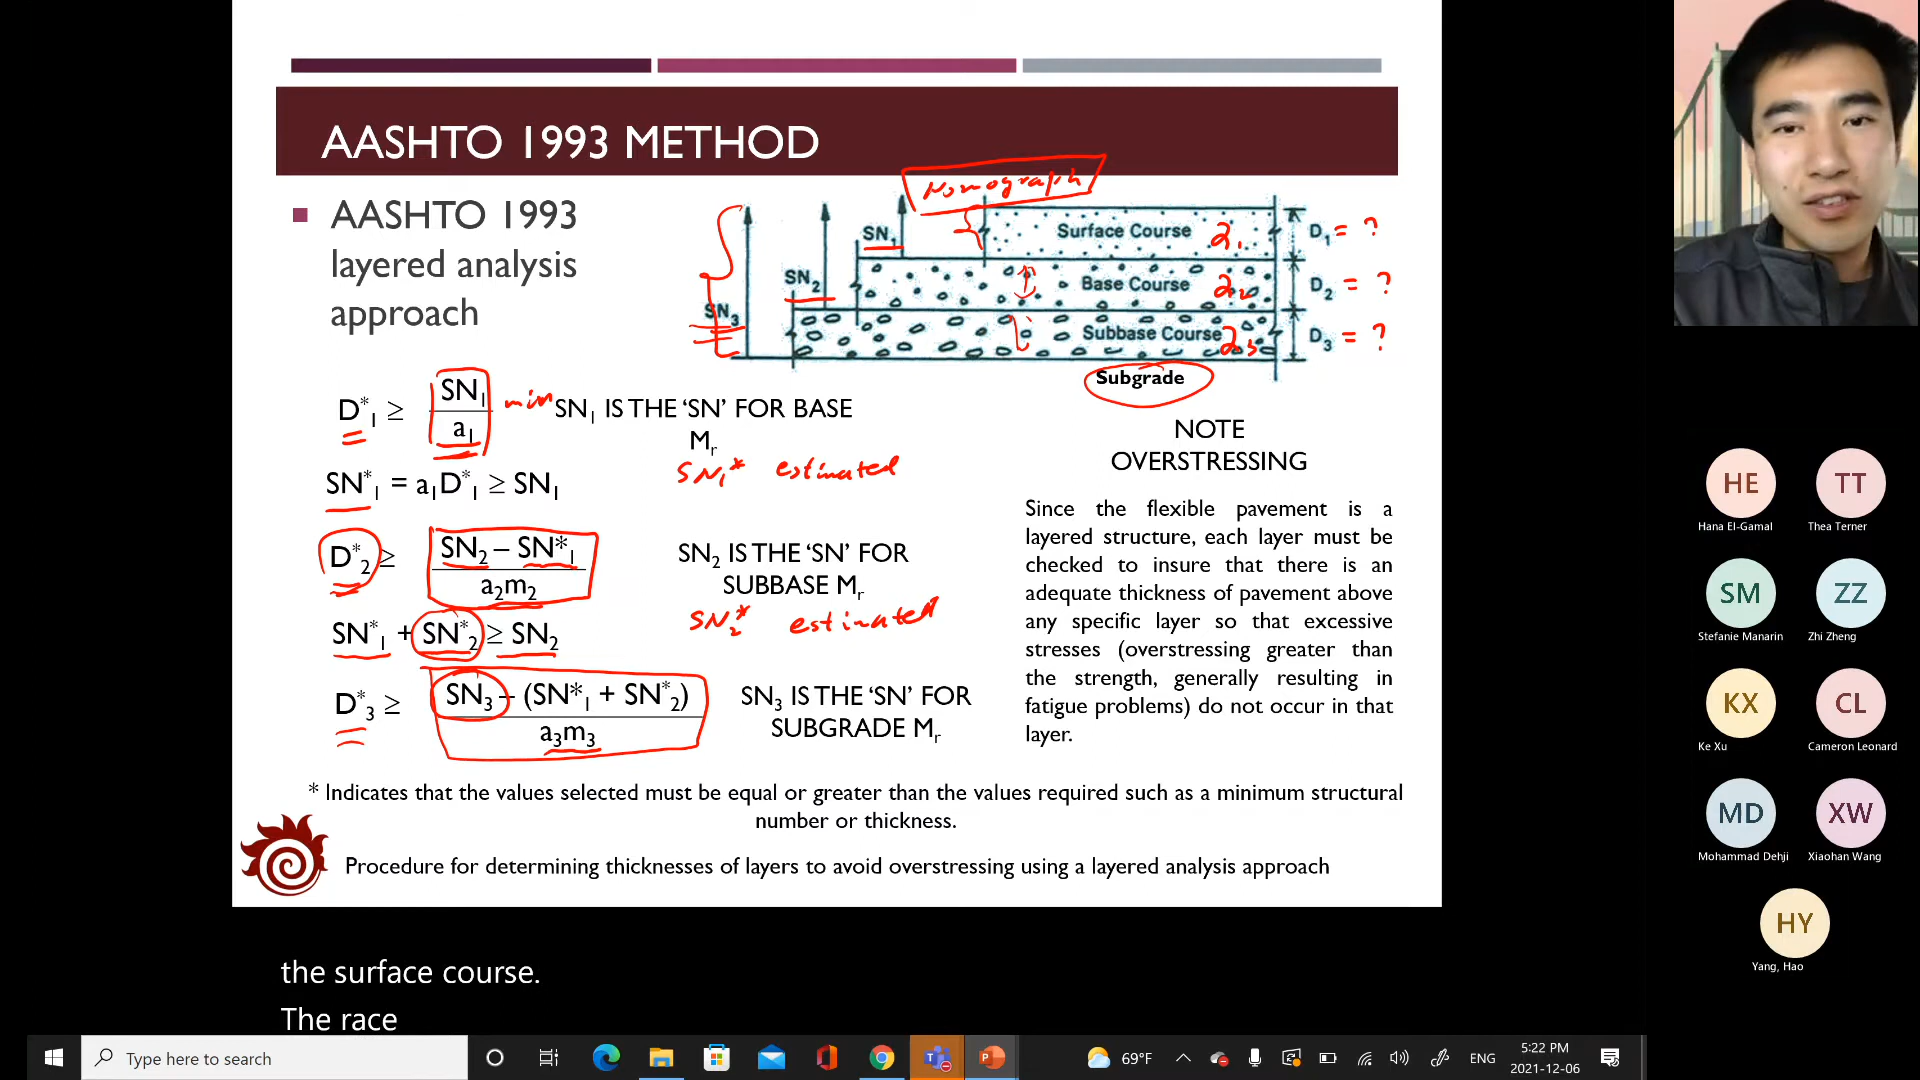 AASHTO 1993 METHOD
AASHTO 1993
layered analysis
approach
Nomograph
SN₁
SN₂
SN₃
Surface Course
Base Course
Subbase Course
Subgrade
D₁ = ?
D₂ = ?
D₃ = ?
D*₁ ≥ SN₁ / a₁
min
SN₁ IS THE ‘SN’ FOR BASE
Mᵣ
SN₁* estimated
SN*₁ = a₁D*₁ ≥ SN₁
D*₂ ≥ SN₂ – SN*₁ / a₂m₂
SN₂ IS THE ‘SN’ FOR
SUBBASE Mᵣ
SN₂* estimated
SN*₁ + SN*₂ ≥ SN₂
D*₃ ≥ SN₃ – (SN*₁ + SN*₂) / a₃m₃
SN₃ IS THE ‘SN’ FOR
SUBGRADE Mᵣ
NOTE
OVERSTRESSING
Since the flexible pavement is a
layered structure, each layer must be
checked to insure that there is an
adequate thickness of pavement above
any specific layer so that excessive
stresses (overstressing greater than
the strength, generally resulting in
fatigue problems) do not occur in that
layer.
* Indicates that the values selected must be equal or greater than the values required such as a minimum structural
number or thickness.
Procedure for determining thicknesses of layers to avoid overstressing using a layered analysis approach
the surface course.
The race
HE
Hana El-Gamal
TT
Thea Terner
SM
Stefanie Manarin
ZZ
Zhi Zheng
KX
Ke Xu
CL
Cameron Leonard
MD
Mohammad Dehji
XW
Xiaohan Wang
HY
Yang, Hao
Type here to search
69°F
ENG
5:22 PM
2021-12-06